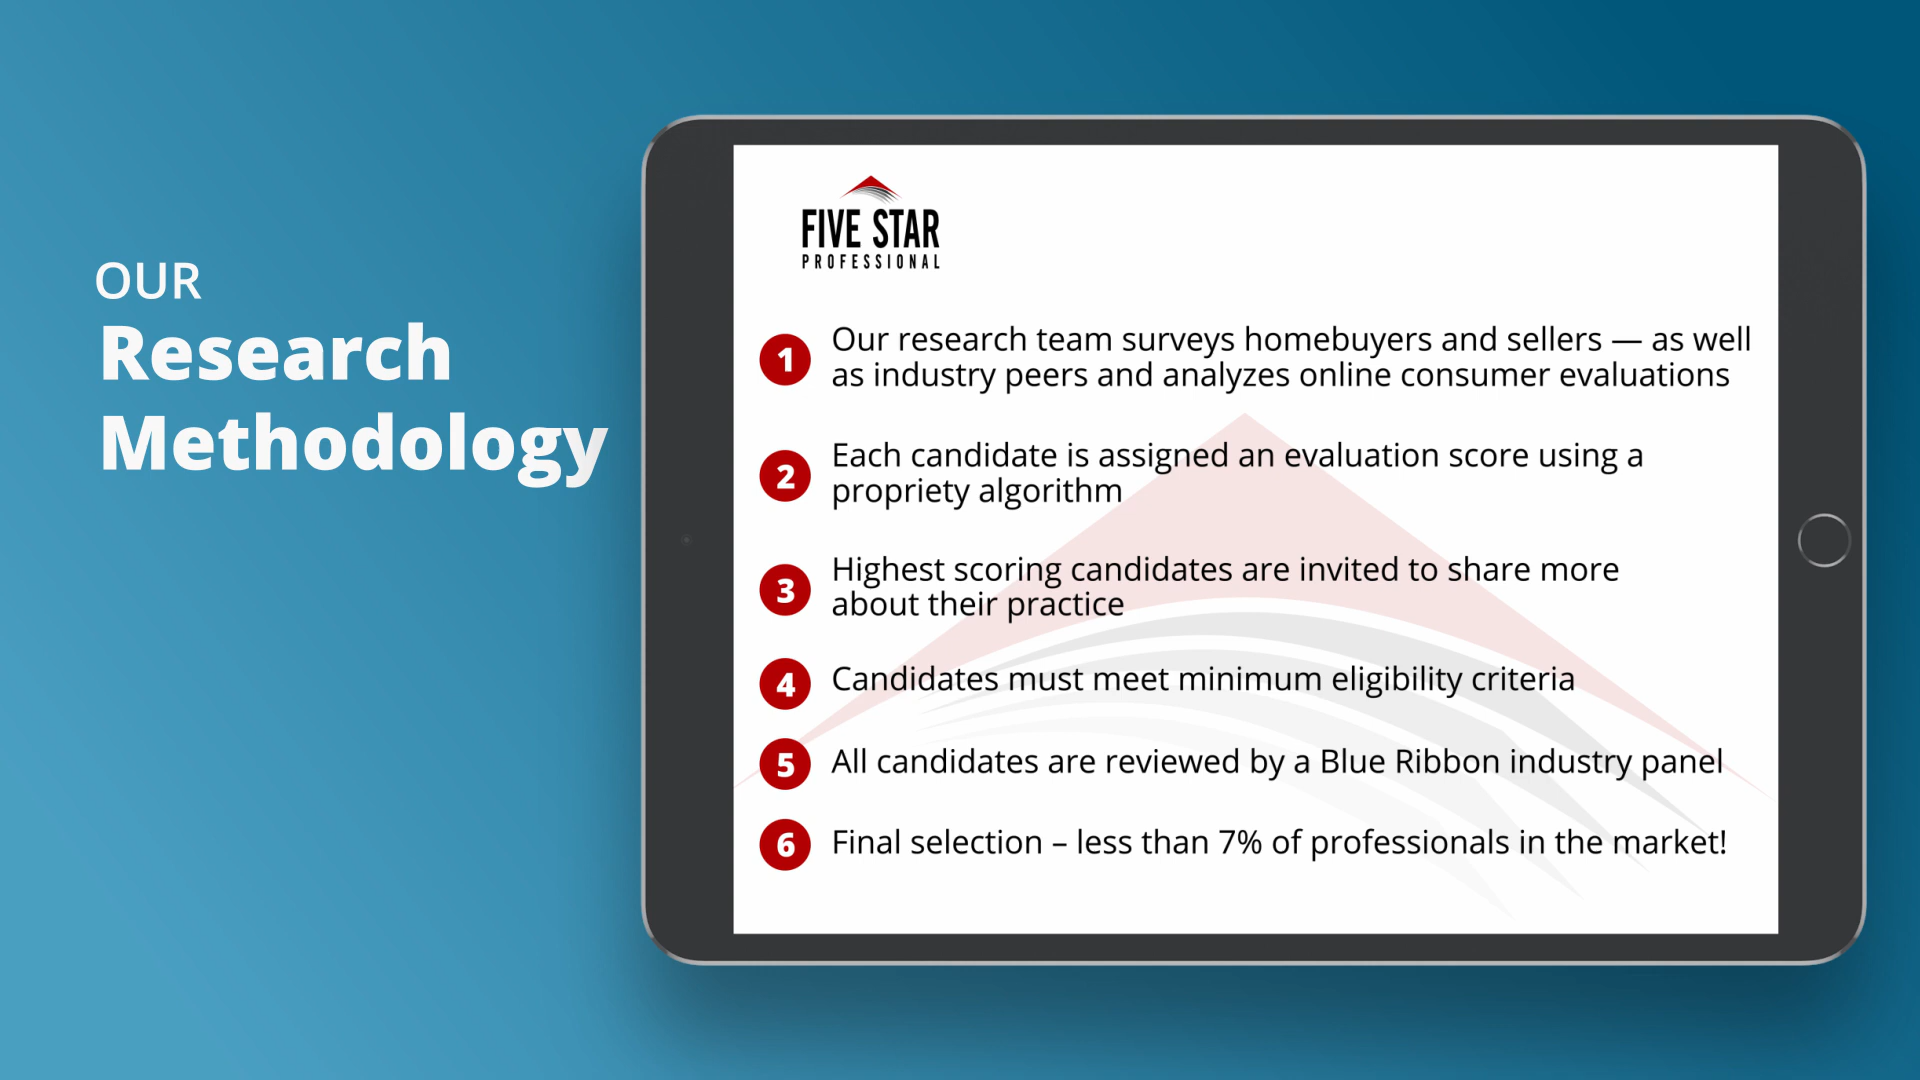 OUR
Research
Methodology
FIVE STAR
PROFESSIONAL
1 Our research team surveys homebuyers and sellers — as well
as industry peers and analyzes online consumer evaluations
2 Each candidate is assigned an evaluation score using a
propriety algorithm
3 Highest scoring candidates are invited to share more
about their practice
4 Candidates must meet minimum eligibility criteria
5 All candidates are reviewed by a Blue Ribbon industry panel
6 Final selection – less than 7% of professionals in the market!